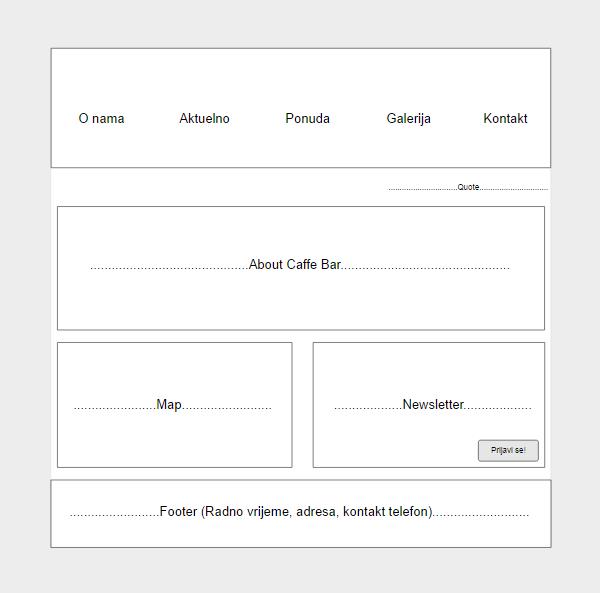 O nama Aktuelno Ponuda Galerija Kontakt
................................Quote................................
............................................About Caffe Bar...............................................
.......................Map.........................
...................Newsletter...................
Prijavi se!
.........................Footer (Radno vrijeme, adresa, kontakt telefon)...........................